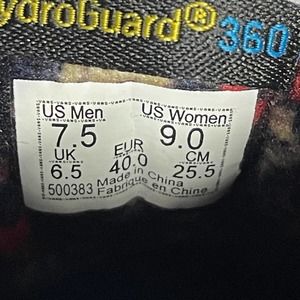 ydroGuard® 360
US Men US Women
7.5 9.0
UK EUR CM
6.5 40.0 25.5
500383 Made in China
Fabriqué en Chine